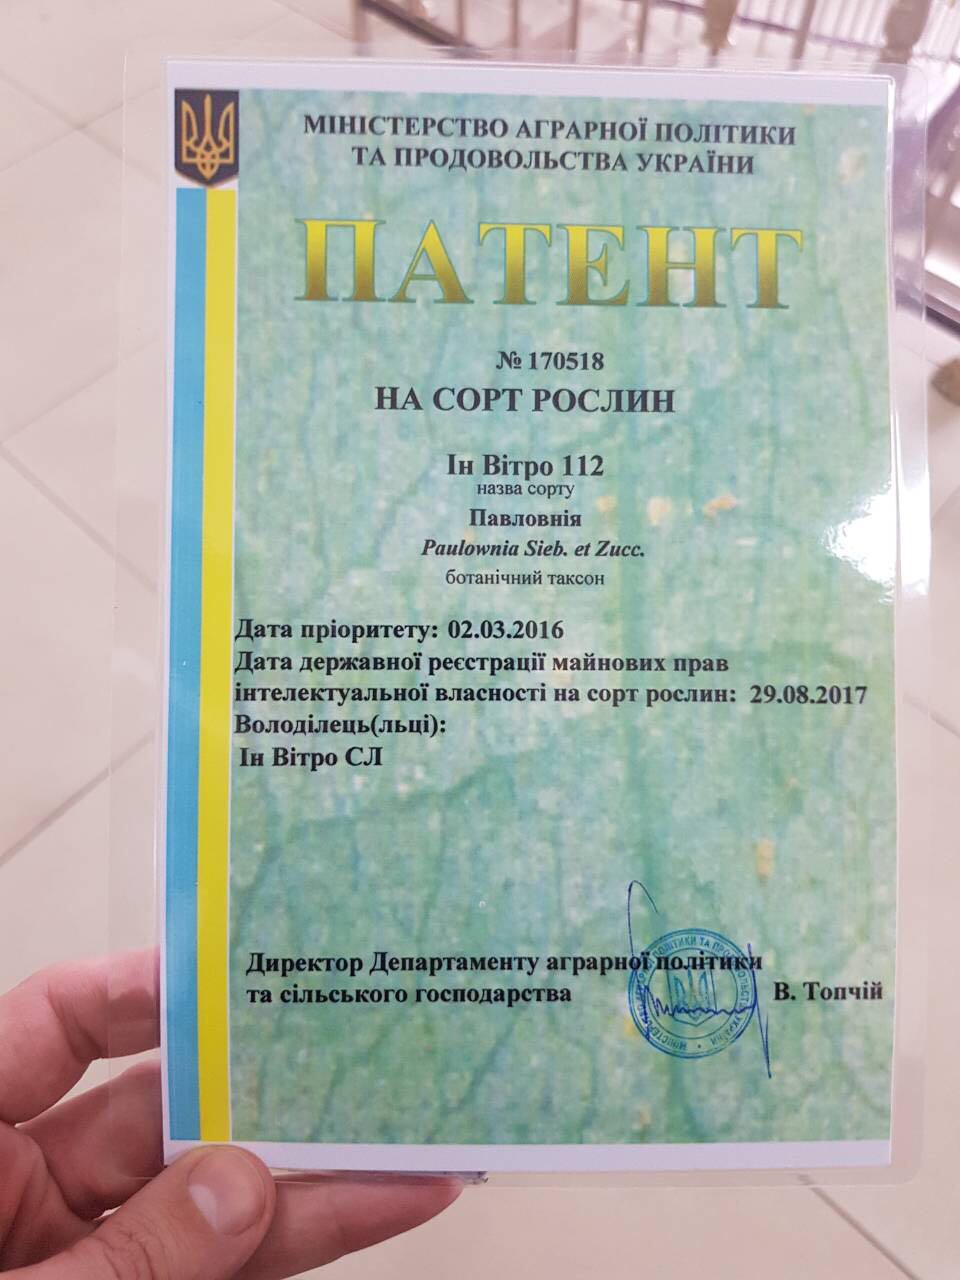 МІНІСТЕРСТВО АГРАРНОЇ ПОЛІТИКИ
ТА ПРОДОВОЛЬСТВА УКРАЇНИ
ПАТЕНТ
№ 170518
НА СОРТ РОСЛИН
Ін Вітро 112
назва сорту
Павловнія
Paulownia Sieb. et Zucc.
ботанічний таксон
Дата пріоритету: 02.03.2016
Дата державної реєстрації майнових прав
інтелектуальної власності на сорт рослин: 29.08.2017
Володілець(льці):
Ін Вітро СЛ
Директор Департаменту аграрної політики
та сільського господарства
В. Топчій